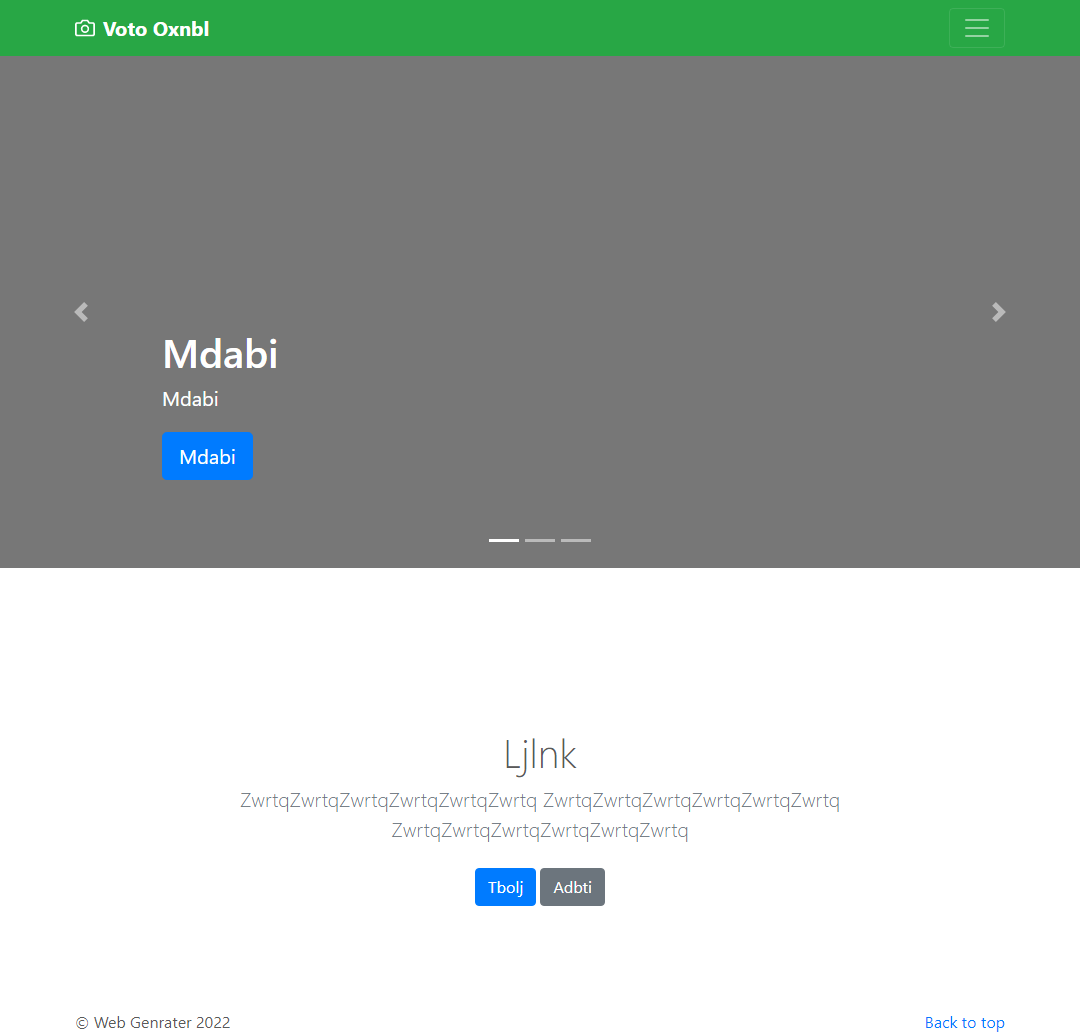 Voto Oxnbl
Mdabi
Mdabi
Mdabi
Ljlnk
ZwrtqZwrtqZwrtqZwrtqZwrtqZwrtq ZwrtqZwrtqZwrtqZwrtqZwrtqZwrtq
ZwrtqZwrtqZwrtqZwrtqZwrtqZwrtq
Tbolj Adbti
© Web Genrater 2022 Back to top